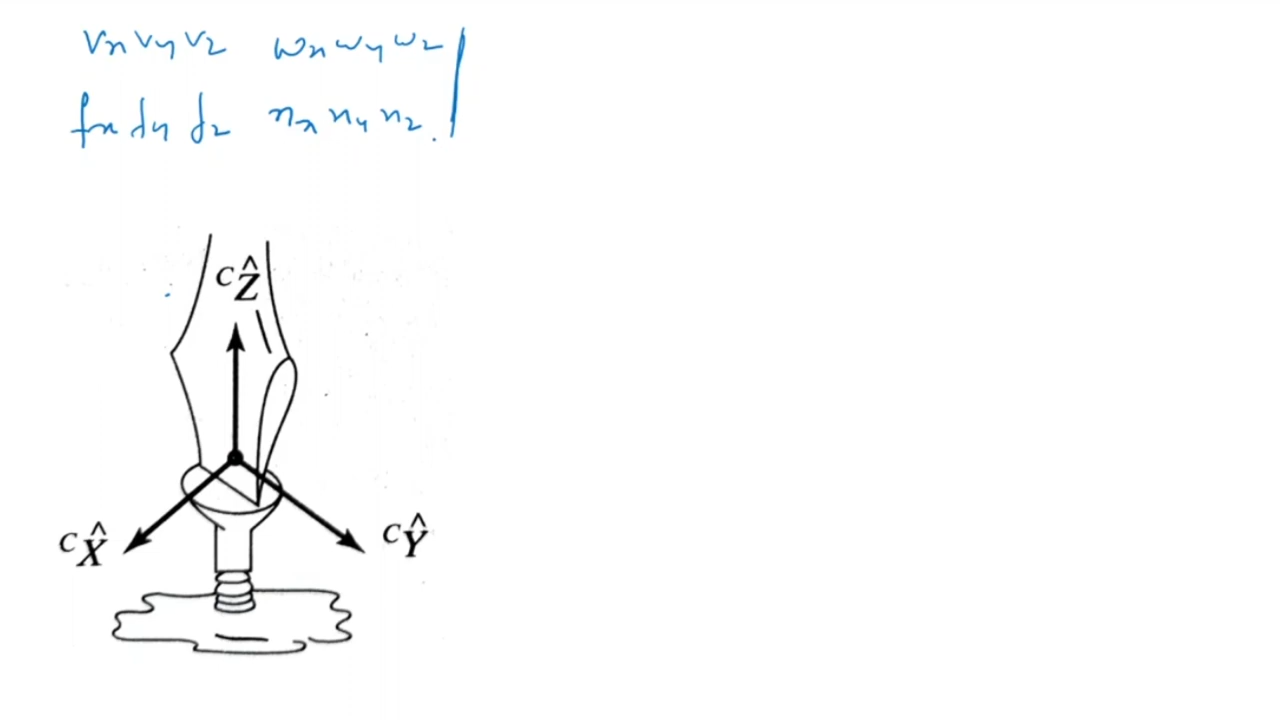 vx vy vz ωx ωy ωz
fx fy fz nx ny nz.
CẐ
CX̂ CŶ